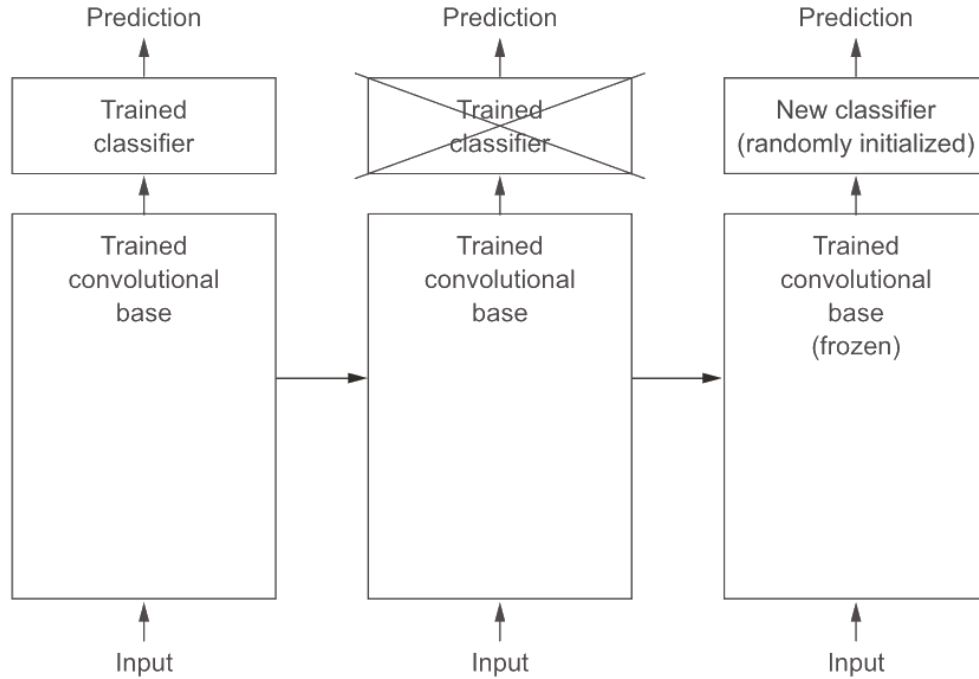 Prediction
Trained
classifier
Trained
convolutional
base
Input
Prediction
Trained
classifier
Trained
convolutional
base
Input
Prediction
New classifier
(randomly initialized)
Trained
convolutional
base
(frozen)
Input